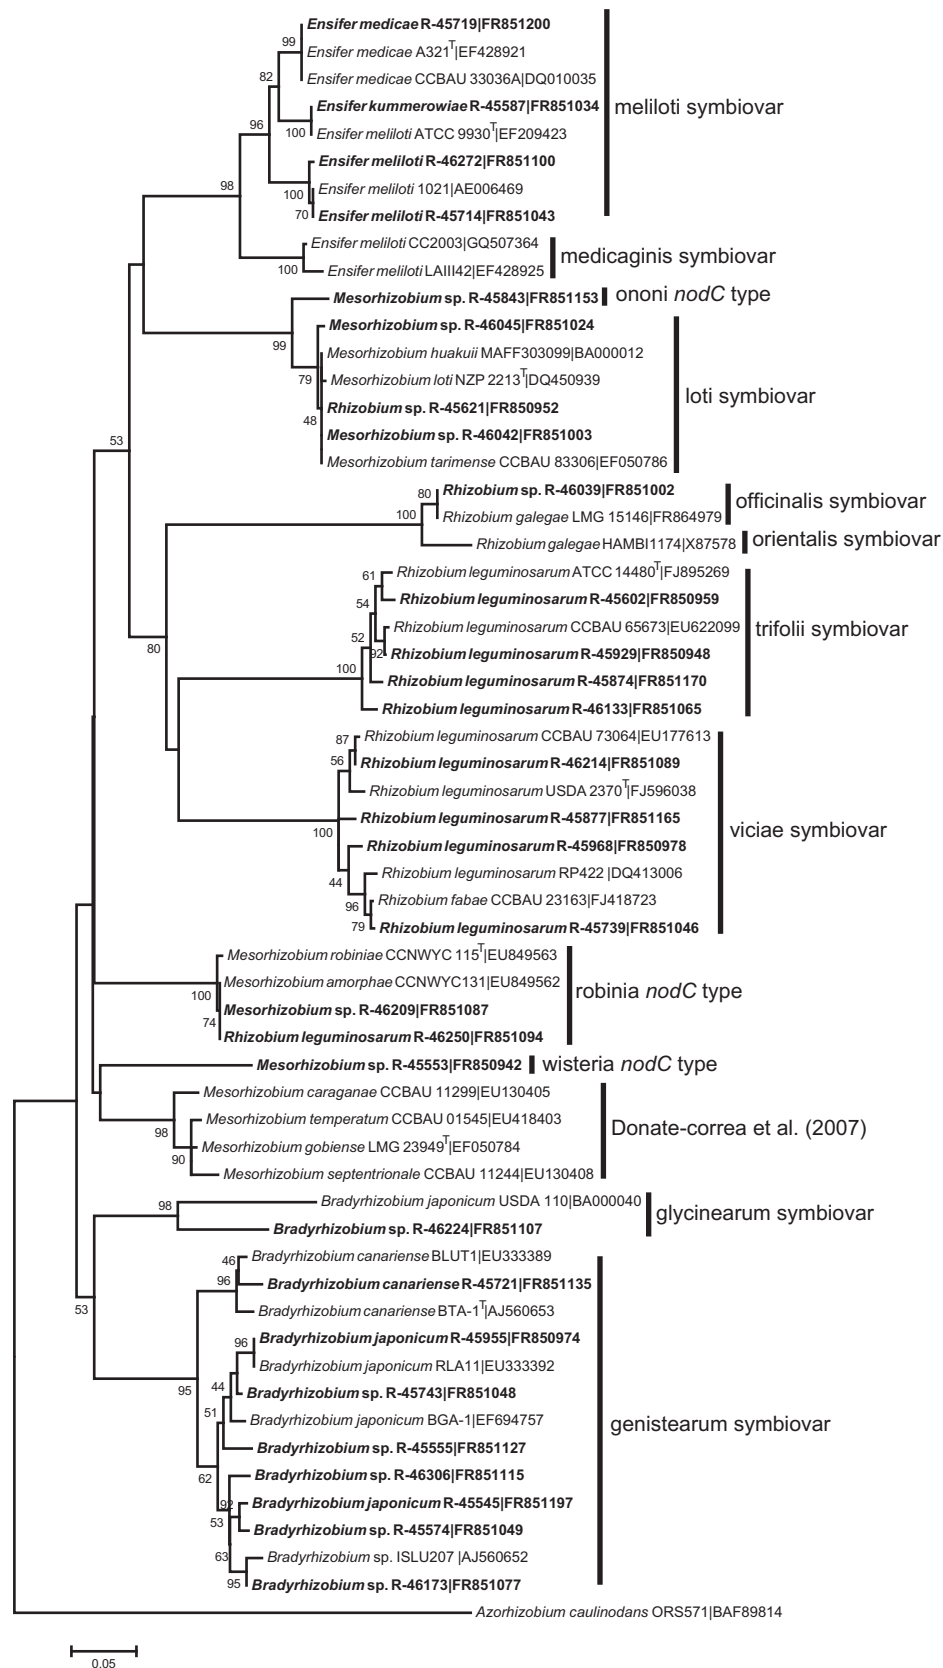 Ensifer medicae R-45719|FR851200
99
Ensifer medicae A321T|EF428921
Ensifer medicae CCBAU 33036A|DQ010035
82
Ensifer kummerowiae R-45587|FR851034
meliloti symbiovar
96
100
Ensifer meliloti ATCC 9930T|EF209423
Ensifer meliloti R-46272|FR851100
98
100
Ensifer meliloti 1021|AE006469
70
Ensifer meliloti R-45714|FR851043
Ensifer meliloti CC2003|GQ507364
medicaginis symbiovar
100
Ensifer meliloti LAIII42|EF428925
Mesorhizobium sp. R-45843|FR851153
ononi nodC type
Mesorhizobium sp. R-46045|FR851024
99
Mesorhizobium huakuii MAFF303099|BA000012
79
Mesorhizobium loti NZP 2213T|DQ450939
loti symbiovar
Rhizobium sp. R-45621|FR850952
48
Mesorhizobium sp. R-46042|FR851003
53
Mesorhizobium tarimense CCBAU 83306|EF050786
80
Rhizobium sp. R-46039|FR851002
officinalis symbiovar
100
Rhizobium galegae LMG 15146|FR864979
Rhizobium galegae HAMBI1174|X87578
orientalis symbiovar
61
Rhizobium leguminosarum ATCC 14480T|FJ895269
54
Rhizobium leguminosarum R-45602|FR850959
Rhizobium leguminosarum CCBAU 65673|EU622099
trifolii symbiovar
52
92
Rhizobium leguminosarum R-45929|FR850948
80
100
Rhizobium leguminosarum R-45874|FR851170
Rhizobium leguminosarum R-46133|FR851065
87
Rhizobium leguminosarum CCBAU 73064|EU177613
56
Rhizobium leguminosarum R-46214|FR851089
Rhizobium leguminosarum USDA 2370T|FJ596038
Rhizobium leguminosarum R-45877|FR851165
viciae symbiovar
100
Rhizobium leguminosarum R-45968|FR850978
44
Rhizobium leguminosarum RP422 |DQ413006
96
Rhizobium fabae CCBAU 23163|FJ418723
79
Rhizobium leguminosarum R-45739|FR851046
Mesorhizobium robiniae CCNWYC 115T|EU849563
Mesorhizobium amorphae CCNWYC131|EU849562
robinia nodC type
100
Mesorhizobium sp. R-46209|FR851087
74
Rhizobium leguminosarum R-46250|FR851094
Mesorhizobium sp. R-45553|FR850942
wisteria nodC type
Mesorhizobium caraganae CCBAU 11299|EU130405
Mesorhizobium temperatum CCBAU 01545|EU418403
Donate-correa et al. (2007)
98
Mesorhizobium gobiense LMG 23949T|EF050784
90
Mesorhizobium septentrionale CCBAU 11244|EU130408
98
Bradyrhizobium japonicum USDA 110|BA000040
glycinearum symbiovar
Bradyrhizobium sp. R-46224|FR851107
46
Bradyrhizobium canariense BLUT1|EU333389
96
Bradyrhizobium canariense R-45721|FR851135
53
Bradyrhizobium canariense BTA-1T|AJ560653
96
Bradyrhizobium japonicum R-45955|FR850974
Bradyrhizobium japonicum RLA11|EU333392
95
44
Bradyrhizobium sp. R-45743|FR851048
51
Bradyrhizobium japonicum BGA-1|EF694757
genistearum symbiovar
Bradyrhizobium sp. R-45555|FR851127
62
Bradyrhizobium sp. R-46306|FR851115
92
Bradyrhizobium japonicum R-45545|FR851197
53
Bradyrhizobium sp. R-45574|FR851049
63
Bradyrhizobium sp. ISLU207 |AJ560652
95
Bradyrhizobium sp. R-46173|FR851077
Azorhizobium caulinodans ORS571|BAF89814
0.05